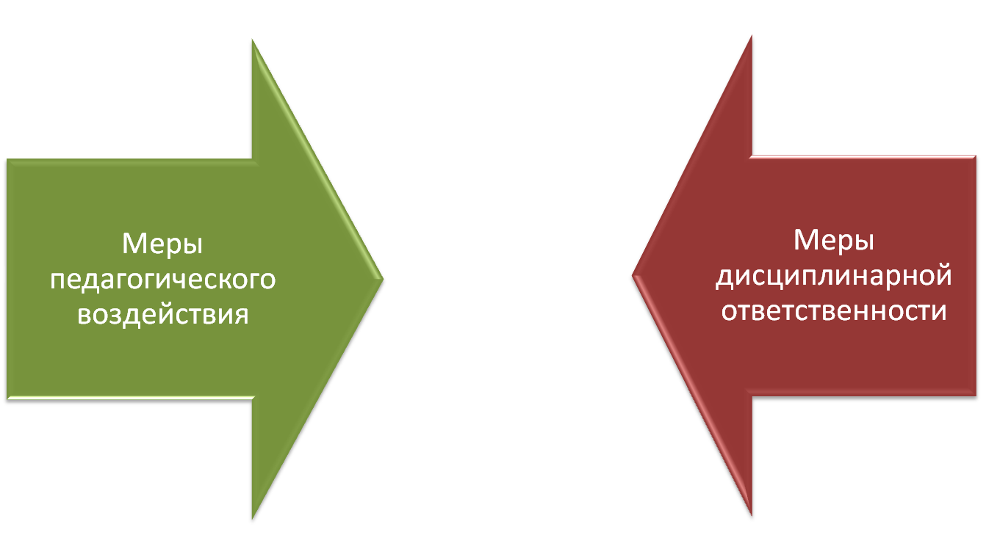 Меры
педагогического
воздействия
Меры
дисциплинарной
ответственности